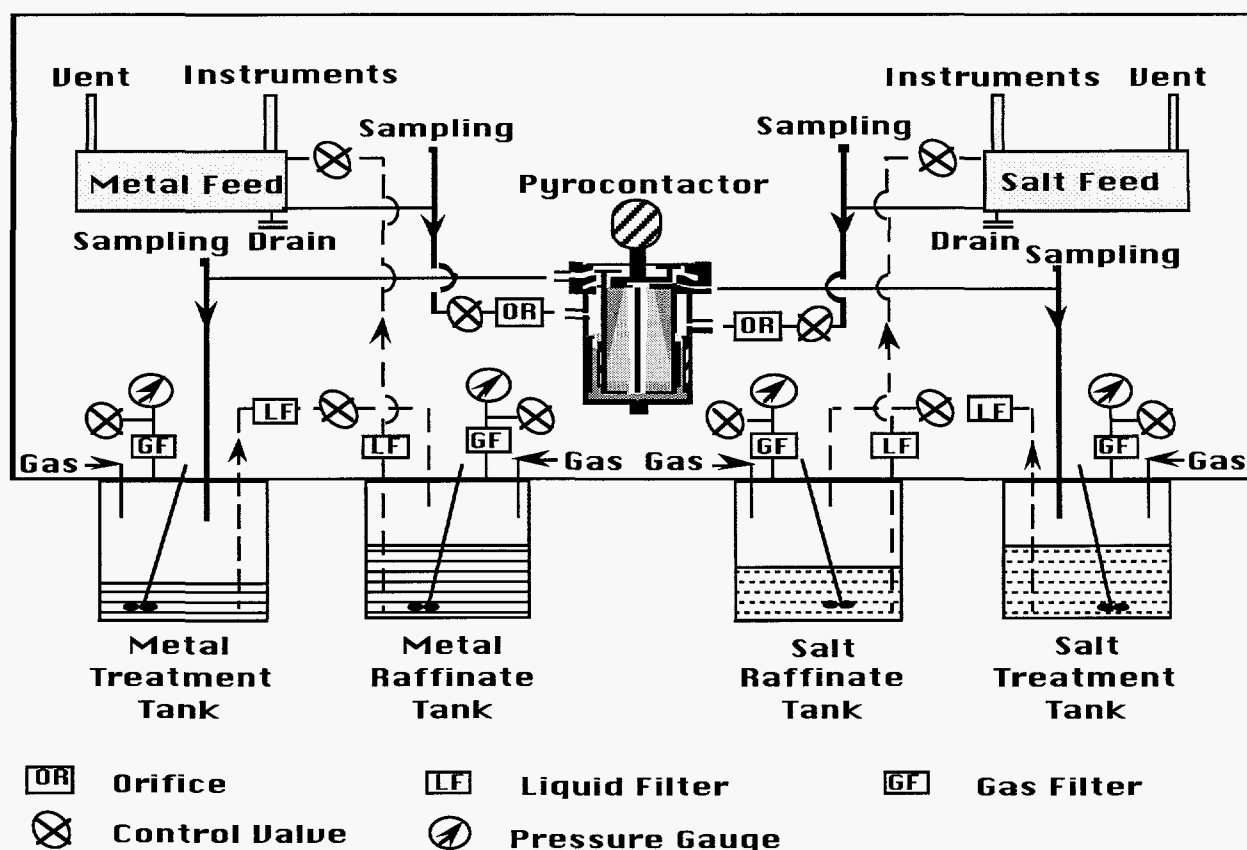 Vent Instruments
Instruments Vent
Sampling
Sampling
Metal Feed
Pyrocontactor
Salt Feed
Sampling Drain
Drain
Sampling
OR
OR
LF
LF
GF
LF
GF
GF
LF
GF
Gas
Gas Gas
Gas
Metal
Treatment
Tank
Metal
Raffinate
Tank
Salt
Raffinate
Tank
Salt
Treatment
Tank
OR Orifice
LF Liquid Filter
GF Gas Filter
Control Valve
Pressure Gauge